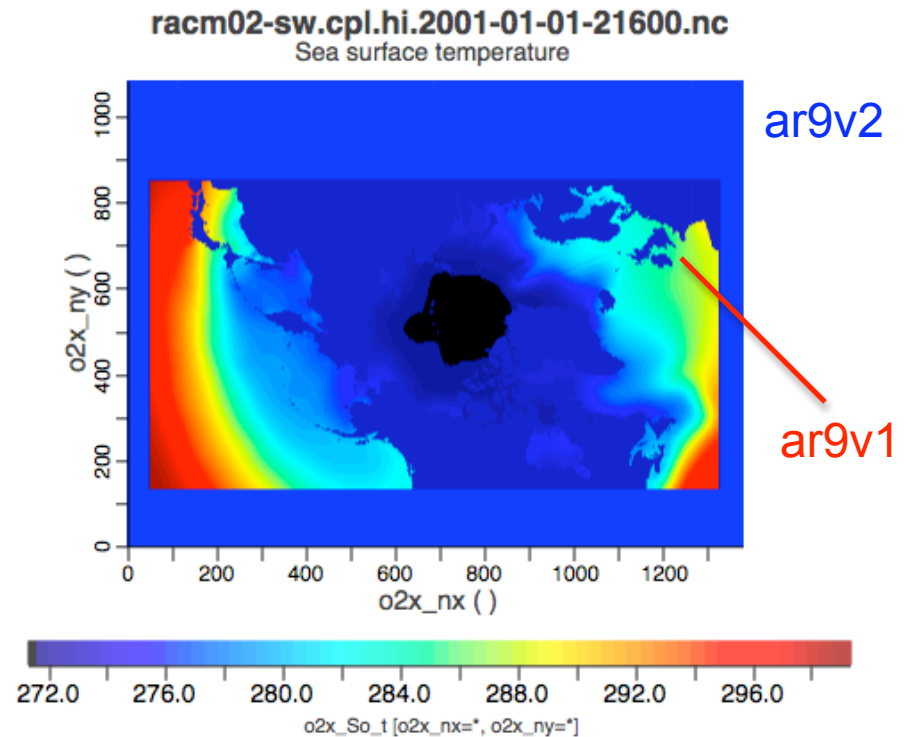 racm02-sw.cpl.hi.2001-01-01-21600.nc
Sea surface temperature
ar9v2
ar9v1
o2x_ny ( )
1000
800
600
400
200
0
0 200 400 600 800 1000 1200
o2x_nx ( )
272.0 276.0 280.0 284.0 288.0 292.0 296.0
o2x_So_t [o2x_nx=*, o2x_ny=*]